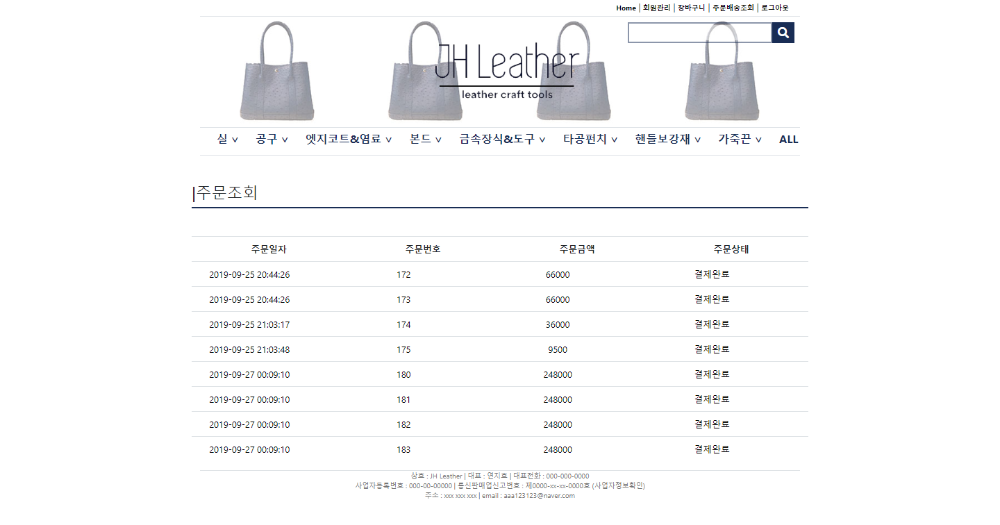 Home | 회원관리 | 장바구니 | 주문배송조회 | 로그아웃
JH Leather
leather craft tools
실 ∨ 공구 ∨ 엣지코트&염료 ∨ 본드 ∨ 금속장식&도구 ∨ 타공펀치 ∨ 핸들보강재 ∨ 가죽끈 ∨ ALL
|주문조회
주문일자 주문번호 주문금액 주문상태
2019-09-25 20:44:26 172 66000 결제완료
2019-09-25 20:44:26 173 66000 결제완료
2019-09-25 21:03:17 174 36000 결제완료
2019-09-25 21:03:48 175 9500 결제완료
2019-09-27 00:09:10 180 248000 결제완료
2019-09-27 00:09:10 181 248000 결제완료
2019-09-27 00:09:10 182 248000 결제완료
2019-09-27 00:09:10 183 248000 결제완료
상호 : JH Leather | 대표 : 연지호 | 대표전화 : 000-000-0000
사업자등록번호 : 000-00-00000 | 통신판매업신고번호 : 제0000-xx-xx-0000호 (사업자정보확인)
주소 : xxx xxx xxx | email : aaa123123@naver.com